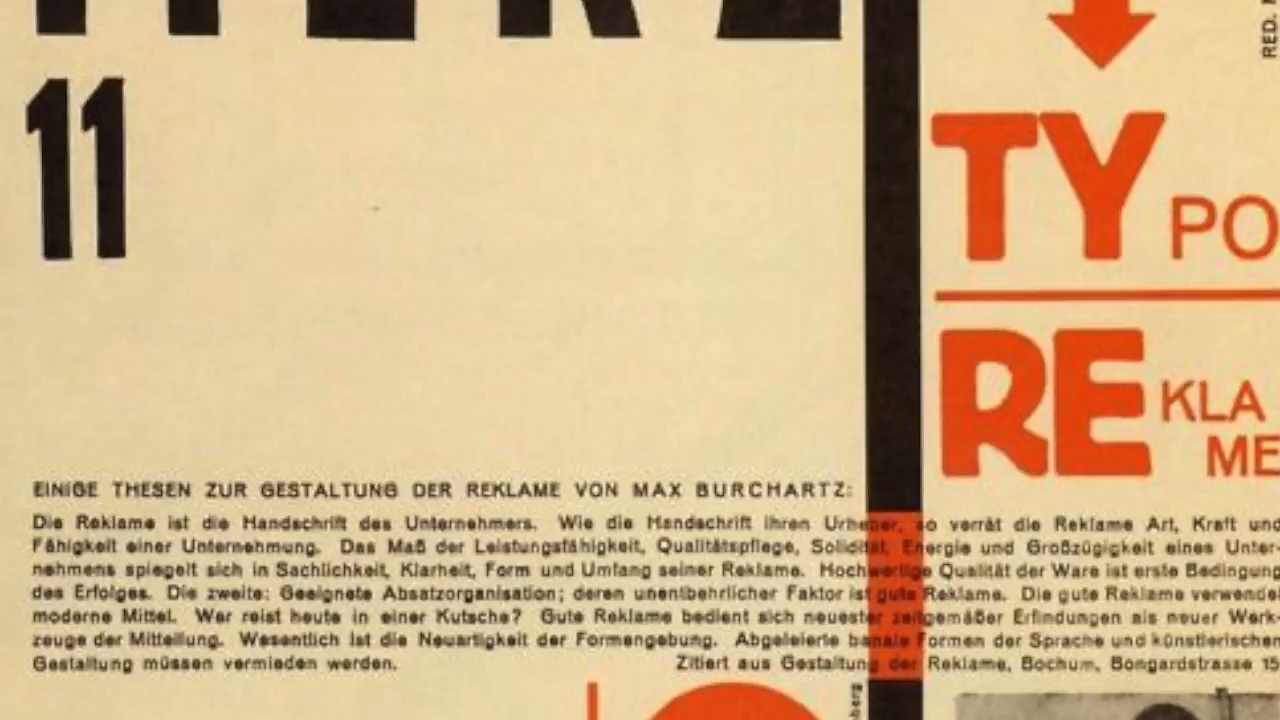 11
RED.
TY PO
RE KLA
ME
EINIGE THESEN ZUR GESTALTUNG DER REKLAME VON MAX BURCHARTZ:
Die Reklame ist die Handschrift des Unternehmers. Wie die Handschrift ihren Urheber, so verrät die Reklame Art, Kraft und
Fähigkeit einer Unternehmung. Das Maß der Leistungsfähigkeit, Qualitätspflege, Solidität, Energie und Großzügigkeit eines Unter-
nehmens spiegelt sich in Sachlichkeit, Klarheit, Form und Umfang seiner Reklame. Hochwertige Qualität der Ware ist erste Bedingung
des Erfolges. Die zweite: Geeignete Absatzorganisation; deren unentbehrlicher Faktor ist gute Reklame. Die gute Reklame verwendet
moderne Mittel. Wer reist heute in einer Kutsche? Gute Reklame bedient sich neuester zeitgemäßer Erfindungen als neuer Werk-
zeuge der Mitteilung. Wesentlich ist die Neuartigkeit der Formengebung. Abgeleierte banale Formen der Sprache und künstlerischen
Gestaltung müssen vermieden werden. Zitiert aus Gestaltung der Reklame, Bochum, Bongardstrasse 15
berg